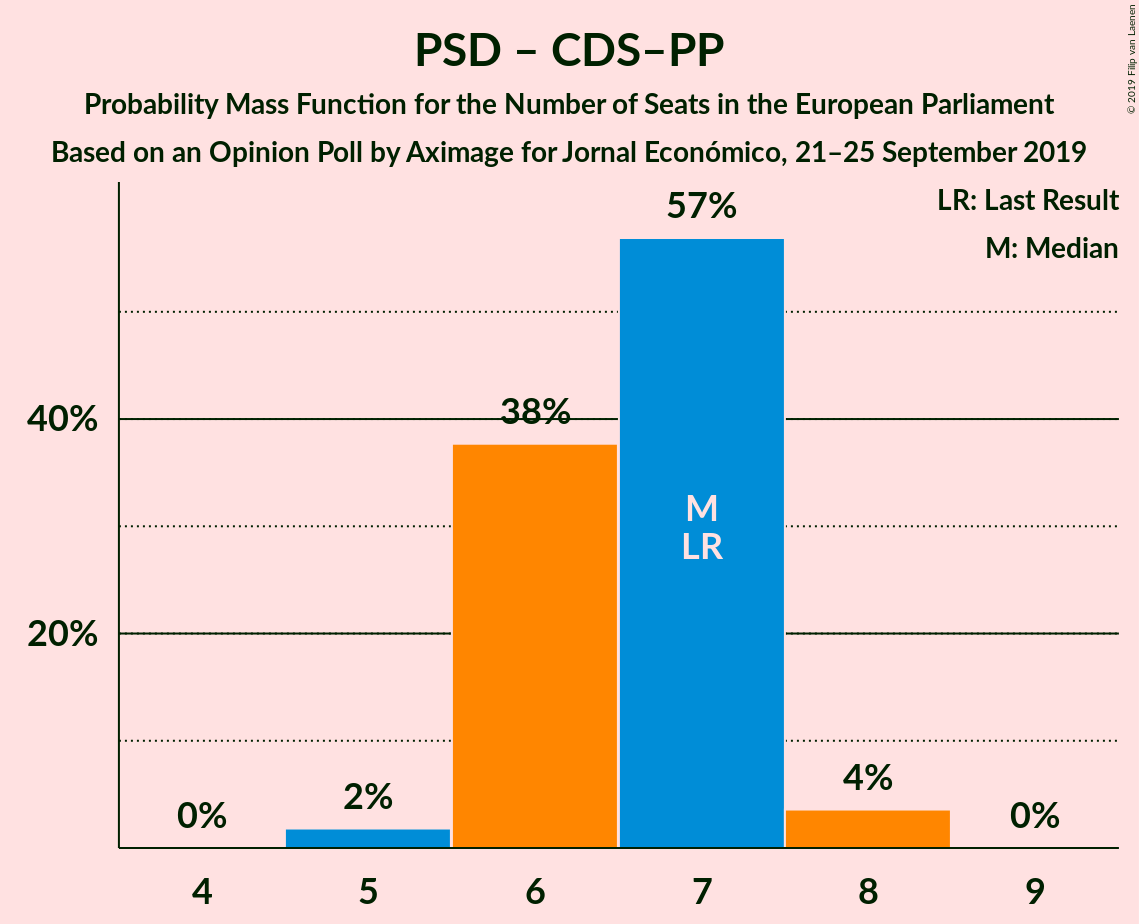 PSD – CDS–PP
Probability Mass Function for the Number of Seats in the European Parliament
Based on an Opinion Poll by Aximage for Jornal Económico, 21–25 September 2019
© 2019 Filip van Laenen
LR: Last Result
M: Median
57%
40%
38%
M
LR
20%
4%
2%
0%
0%
4 5 6 7 8 9